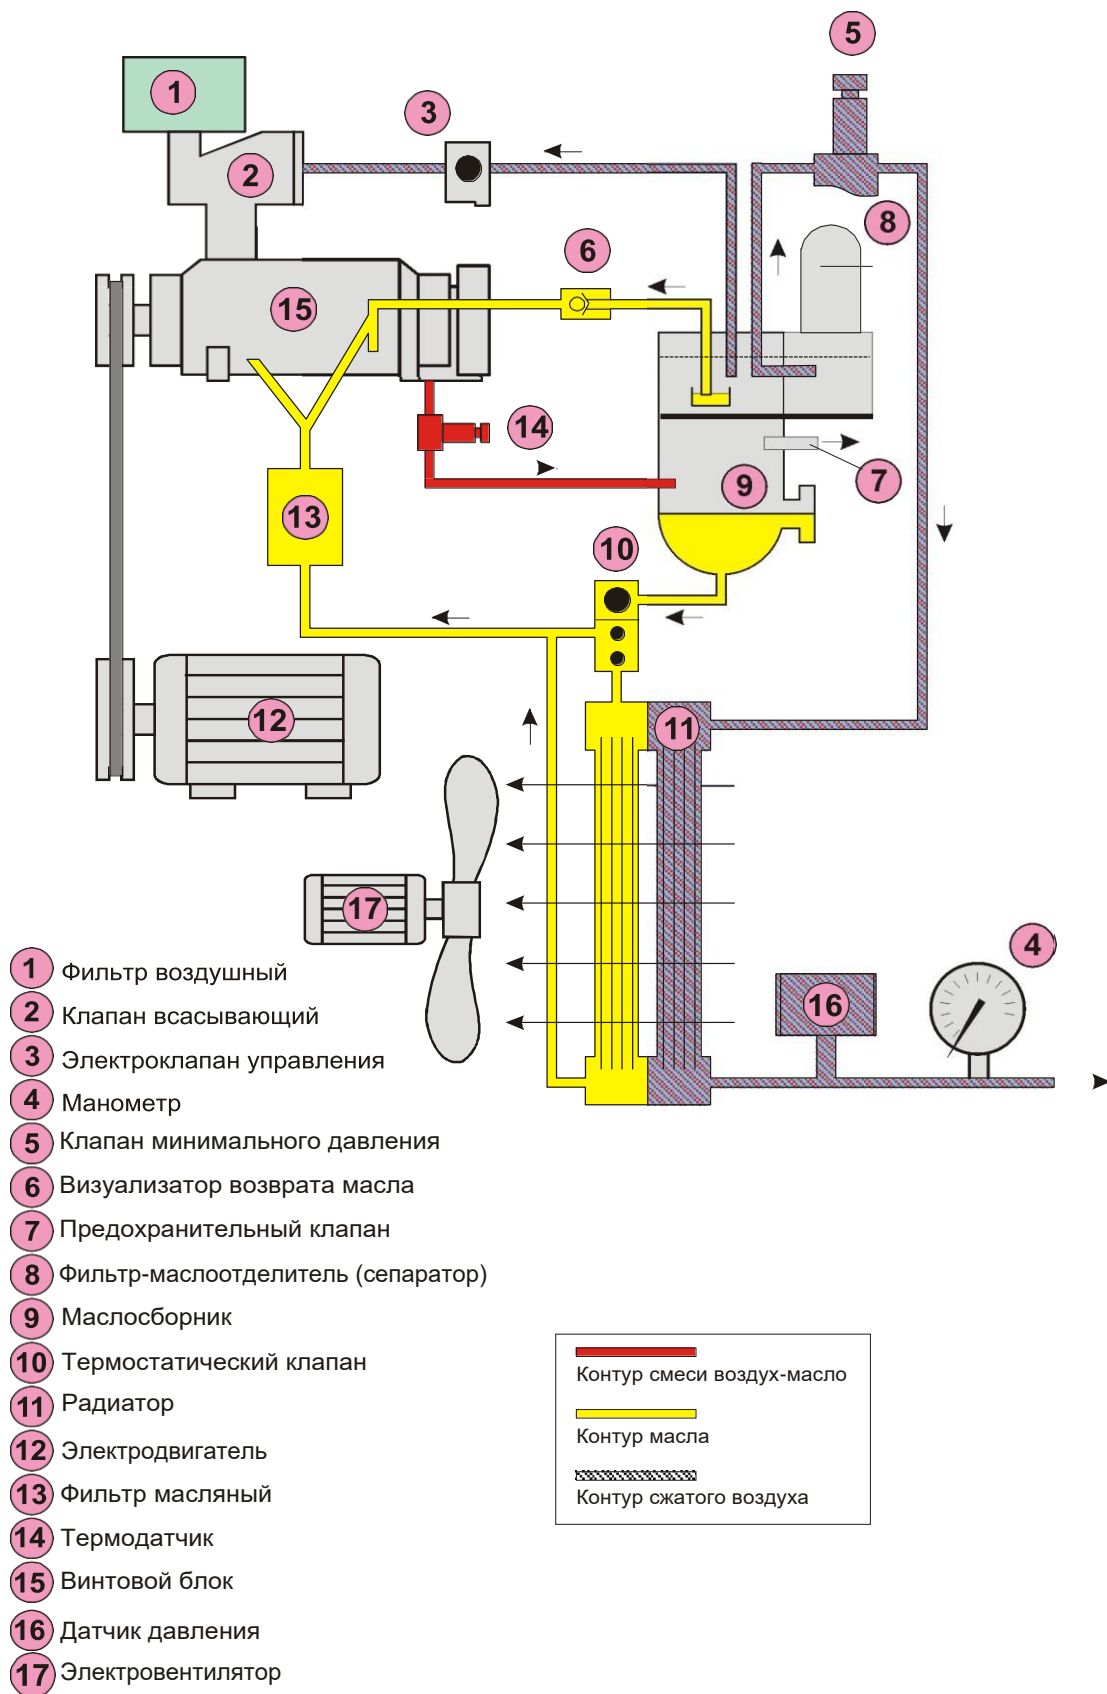 5
1
3
2
8
6
15
14
9
7
13
10
12
11
17
4
16
1 Фильтр воздушный
2 Клапан всасывающий
3 Электроклапан управления
4 Манометр
5 Клапан минимального давления
6 Визуализатор возврата масла
7 Предохранительный клапан
8 Фильтр-маслоотделитель (сепаратор)
9 Маслосборник
10 Термостатический клапан
11 Радиатор
12 Электродвигатель
13 Фильтр масляный
14 Термодатчик
15 Винтовой блок
16 Датчик давления
17 Электровентилятор
Контур смеси воздух-масло
Контур масла
Контур сжатого воздуха